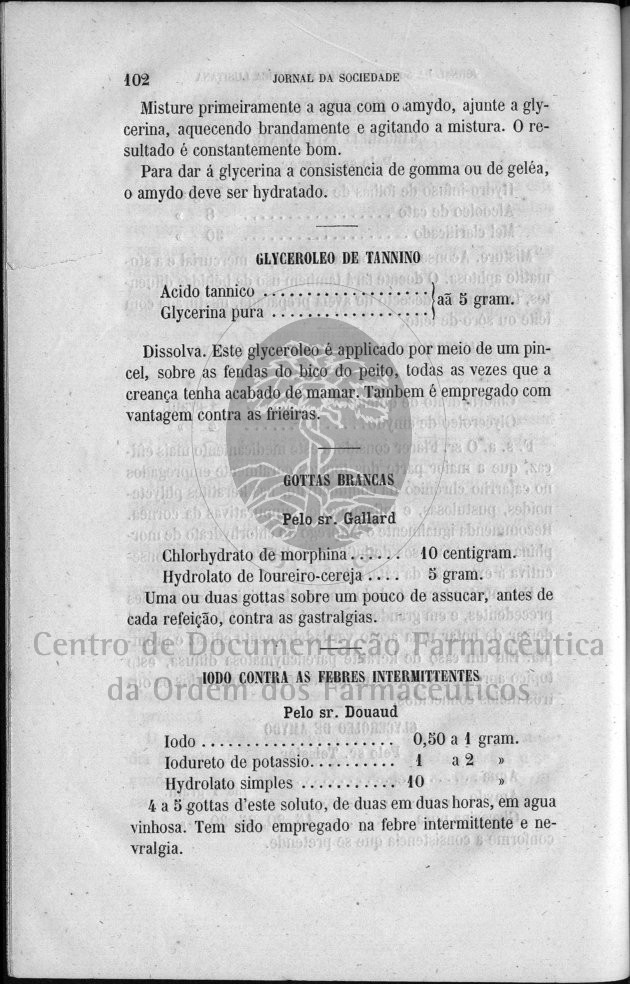 102 JORNAL DA SOCIEDADE
Misture primeiramente a agua com o amydo, ajunte a gly-
cerina, aquecendo brandamente e agitando a mistura. O re-
sultado é constantemente bom.
Para dar á glycerina a consistencia de gomma ou de geléa,
o amydo deve ser hydratado.
GLYCEROLEO DE TANNINO
Acido tannico ...................
Glycerina pura ..................
} aã 5 gram.
Dissolva. Este glyceroleo é applicado por meio de um pin-
cel, sobre as fendas do bico do peito, todas as vezes que a
creança tenha acabado de mamar. Tambem é empregado com
vantagem contra as frieiras.
GOTTAS BRANCAS
Pelo sr. Gallard
Chlorhydrato de morphina ...... 10 centigram.
Hydrolato de loureiro-cereja .... 5 gram.
Uma ou duas gottas sobre um pouco de assucar, antes de
cada refeição, contra as gastralgias.
Centro de Documentação Farmacêutica
da Ordem dos Farmacêuticos
IODO CONTRA AS FEBRES INTERMITTENTES
Pelo sr. Douaud
Iodo ...................... 0,50 a 1 gram.
Iodureto de potassio.......... 1 a 2 »
Hydrolato simples ........... 10 »
4 a 5 gottas d'este soluto, de duas em duas horas, em agua
vinhosa. Tem sido empregado na febre intermittente e ne-
vralgia.